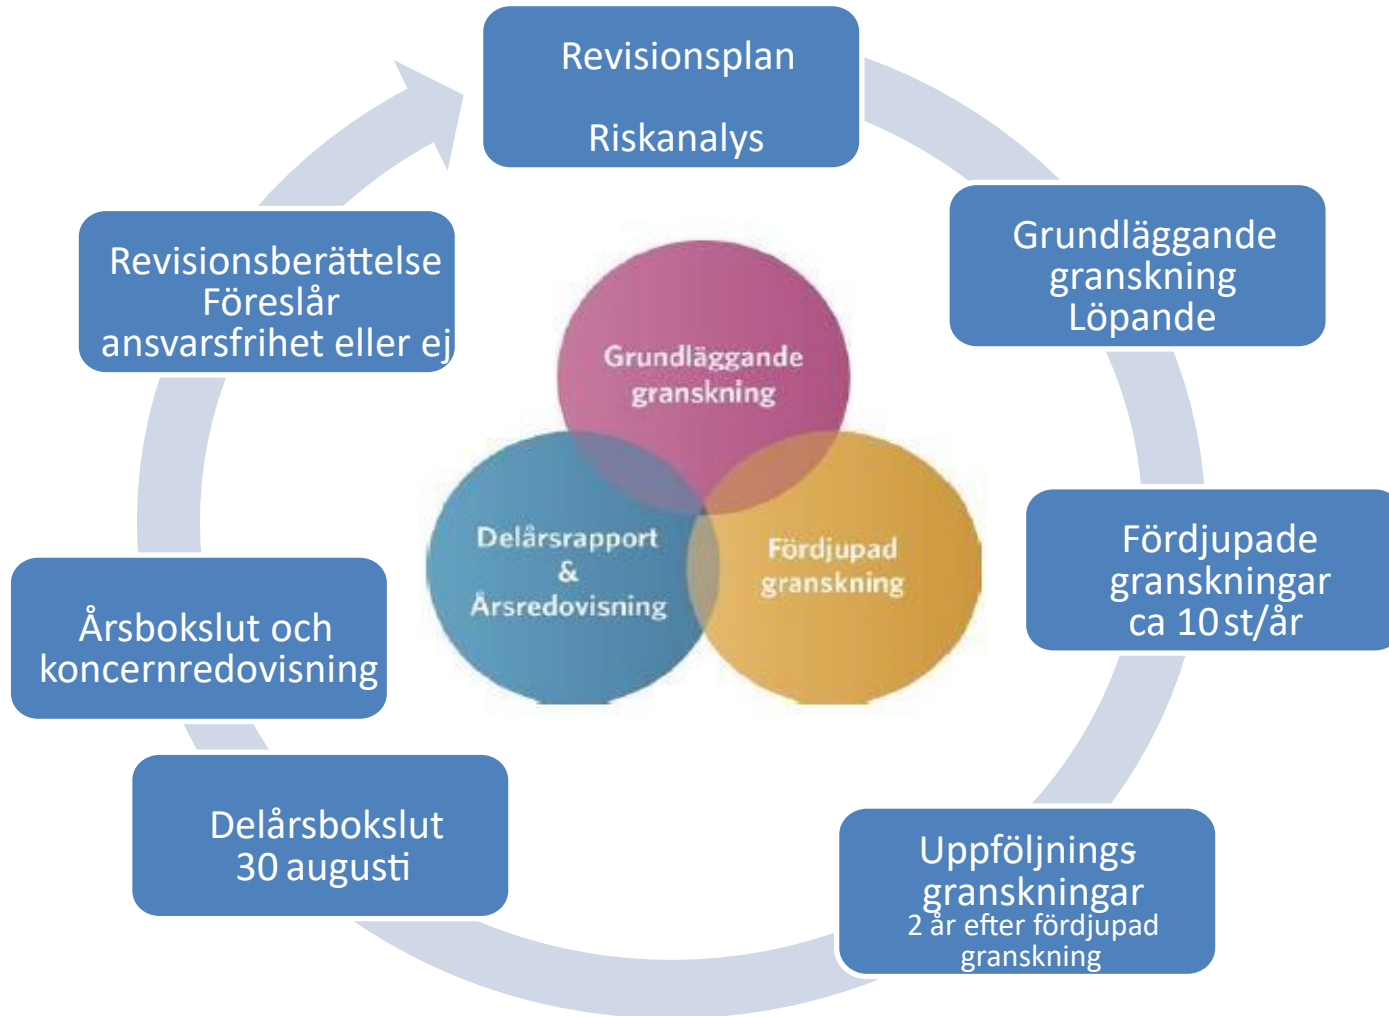 Revisionsplan
Riskanalys
Grundläggande
granskning
Löpande
Fördjupade
granskningar
ca 10 st/år
Uppföljnings-
granskningar
2 år efter fördjupad
granskning
Delårsbokslut
30 augusti
Årsbokslut och
koncernredovisning
Revisionsberättelse
Föreslår
ansvarsfrihet eller ej
Grundläggande
granskning
Delårsrapport
&
Årsredovisning
Fördjupad
granskning